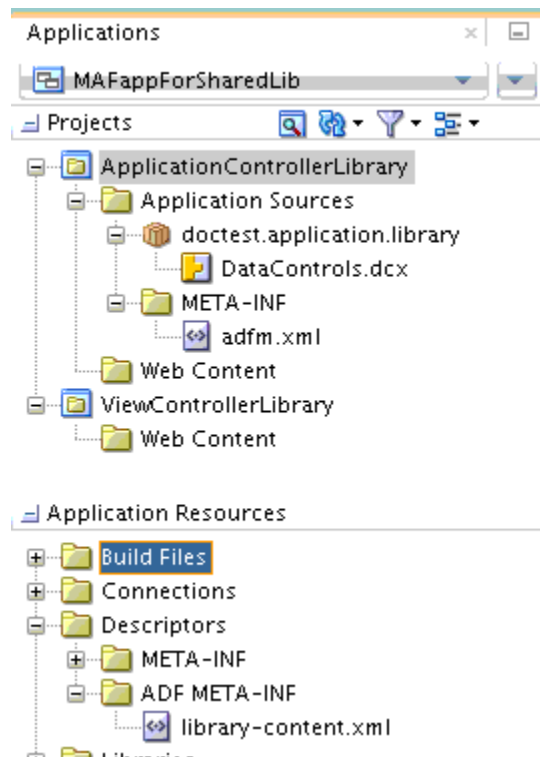 Applications
MAFappForSharedLib
Projects
ApplicationControllerLibrary
Application Sources
doctest.application.library
DataControls.dcx
META-INF
adfm.xml
Web Content
ViewControllerLibrary
Web Content
Application Resources
Build Files
Connections
Descriptors
META-INF
ADF META-INF
library-content.xml